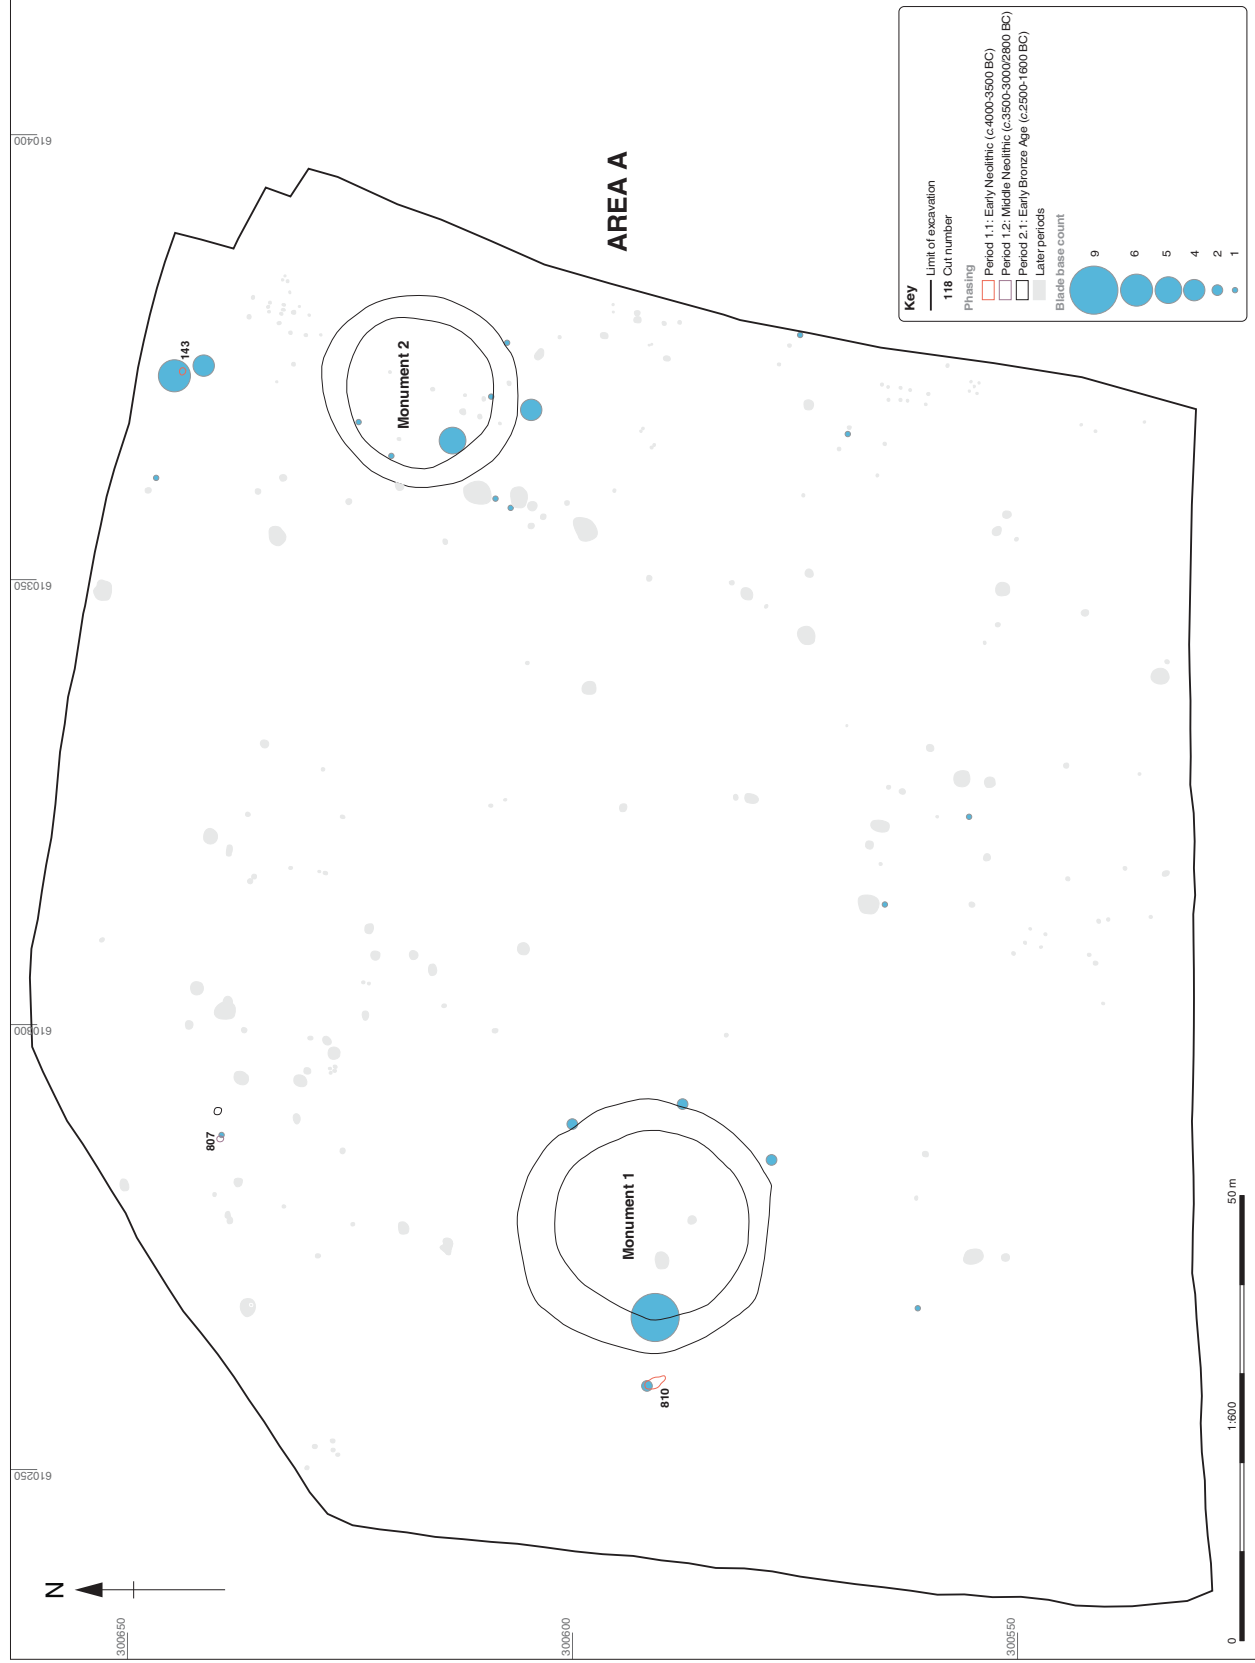 610400
610350
610300
610250
300650
300600
300550
N
AREA A
Monument 2
Monument 1
143
807
810
Key
Limit of excavation
118 Cut number
Phasing
Period 1.1: Early Neolithic (c.4000-3500 BC)
Period 1.2: Middle Neolithic (c.3500-3000/2800 BC)
Period 2.1: Early Bronze Age (c.2500-1600 BC)
Later periods
Blade base count
9
6
5
4
2
1
0
1:600
50 m